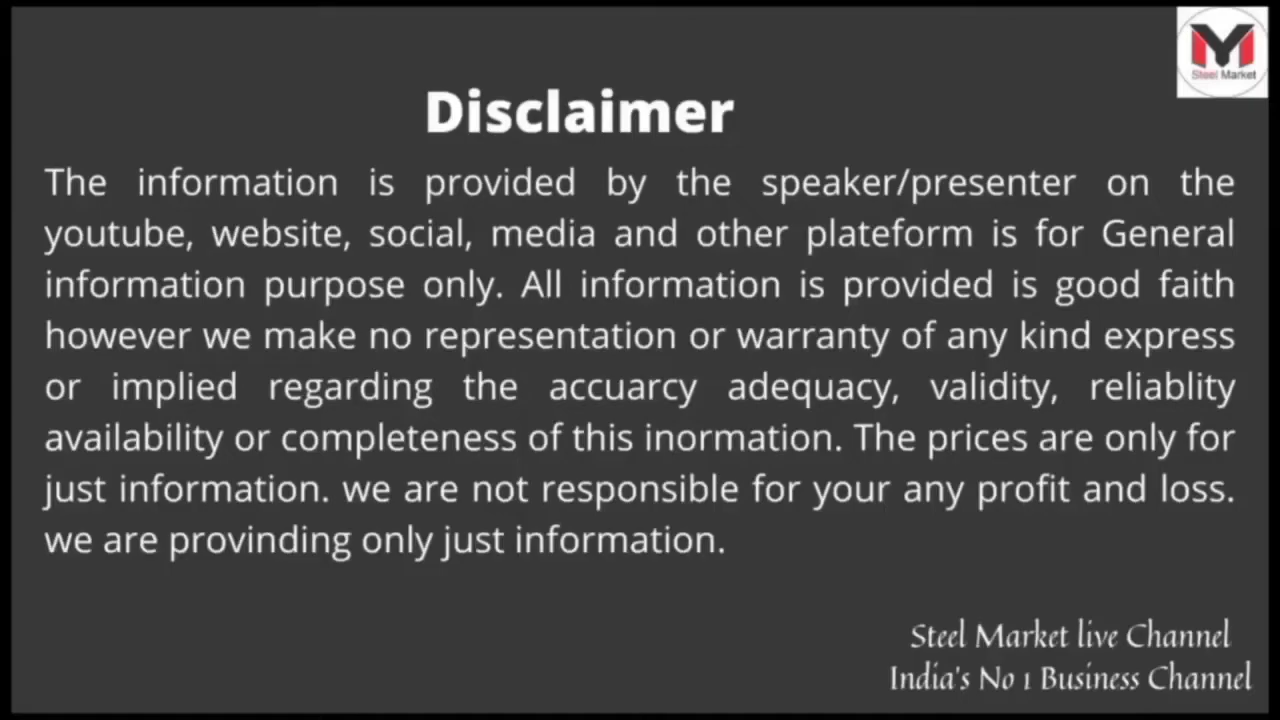 Steel Market
Disclaimer
The information is provided by the speaker/presenter on the
youtube, website, social, media and other plateform is for General
information purpose only. All information is provided is good faith
however we make no representation or warranty of any kind express
or implied regarding the accuarcy adequacy, validity, reliablity
availability or completeness of this inormation. The prices are only for
just information. we are not responsible for your any profit and loss.
we are provinding only just information.
Steel Market live Channel
India's No 1 Business Channel